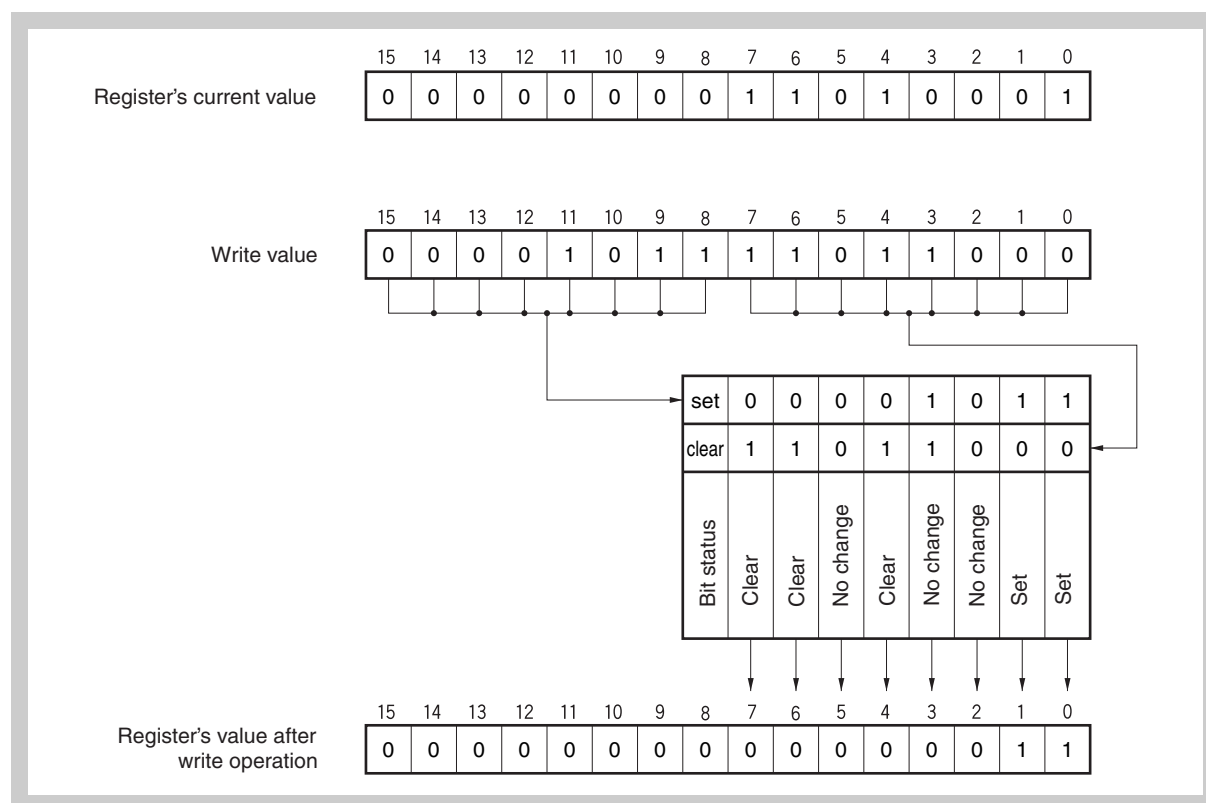 15 14 13 12 11 10 9 8 7 6 5 4 3 2 1 0
Register's current value 0 0 0 0 0 0 0 0 1 1 0 1 0 0 0 1
15 14 13 12 11 10 9 8 7 6 5 4 3 2 1 0
Write value 0 0 0 0 1 0 1 1 1 1 0 1 1 0 0 0
set 0 0 0 0 1 0 1 1
clear 1 1 0 1 1 0 0 0
Bit status Clear Clear No change Clear No change No change Set Set
15 14 13 12 11 10 9 8 7 6 5 4 3 2 1 0
Register's value after
write operation 0 0 0 0 0 0 0 0 0 0 0 0 0 0 1 1